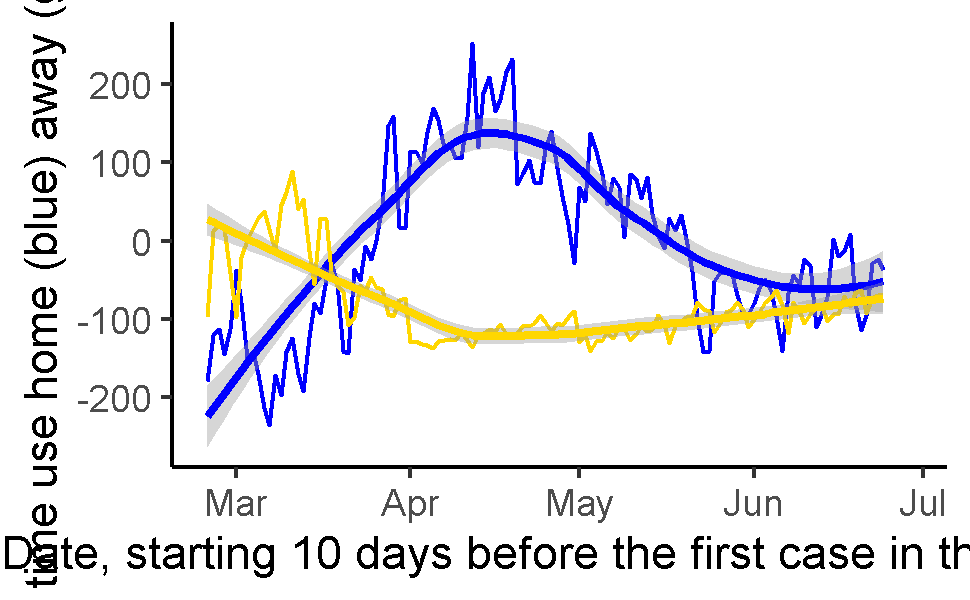 time use home (blue) away (
200
100
0
-100
-200
Mar Apr May Jun Jul
Date, starting 10 days before the first case in